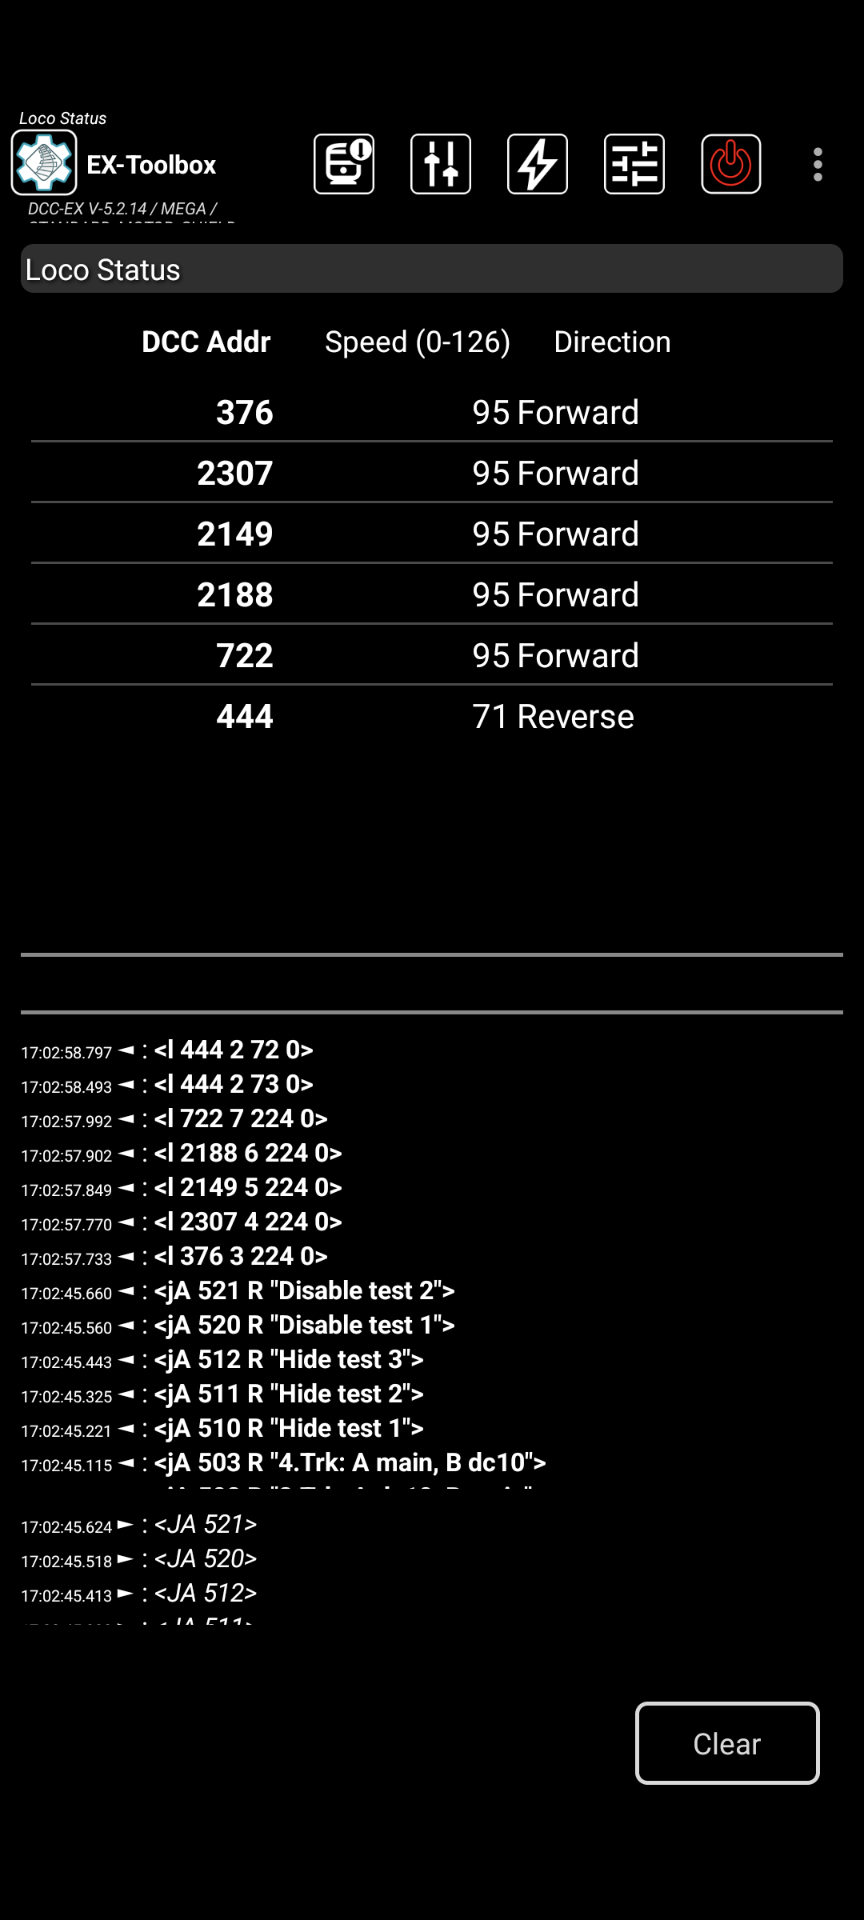 Loco Status
EX-Toolbox
DCC-EX V-5.2.14 / MEGA /
STANDARD_MOTOR_SHIELD
Loco Status
DCC Addr Speed (0-126) Direction
376 95 Forward
2307 95 Forward
2149 95 Forward
2188 95 Forward
722 95 Forward
444 71 Reverse
17:02:58.797 ◄ : <l 444 2 72 0>
17:02:58.493 ◄ : <l 444 2 73 0>
17:02:57.992 ◄ : <l 722 7 224 0>
17:02:57.902 ◄ : <l 2188 6 224 0>
17:02:57.849 ◄ : <l 2149 5 224 0>
17:02:57.770 ◄ : <l 2307 4 224 0>
17:02:57.733 ◄ : <l 376 3 224 0>
17:02:45.660 ◄ : <jA 521 R "Disable test 2">
17:02:45.560 ◄ : <jA 520 R "Disable test 1">
17:02:45.443 ◄ : <jA 512 R "Hide test 3">
17:02:45.325 ◄ : <jA 511 R "Hide test 2">
17:02:45.221 ◄ : <jA 510 R "Hide test 1">
17:02:45.115 ◄ : <jA 503 R "4.Trk: A main, B dc10">
17:02:45.624 ► : <JA 521>
17:02:45.518 ► : <JA 520>
17:02:45.413 ► : <JA 512>
<JA 511>
Clear